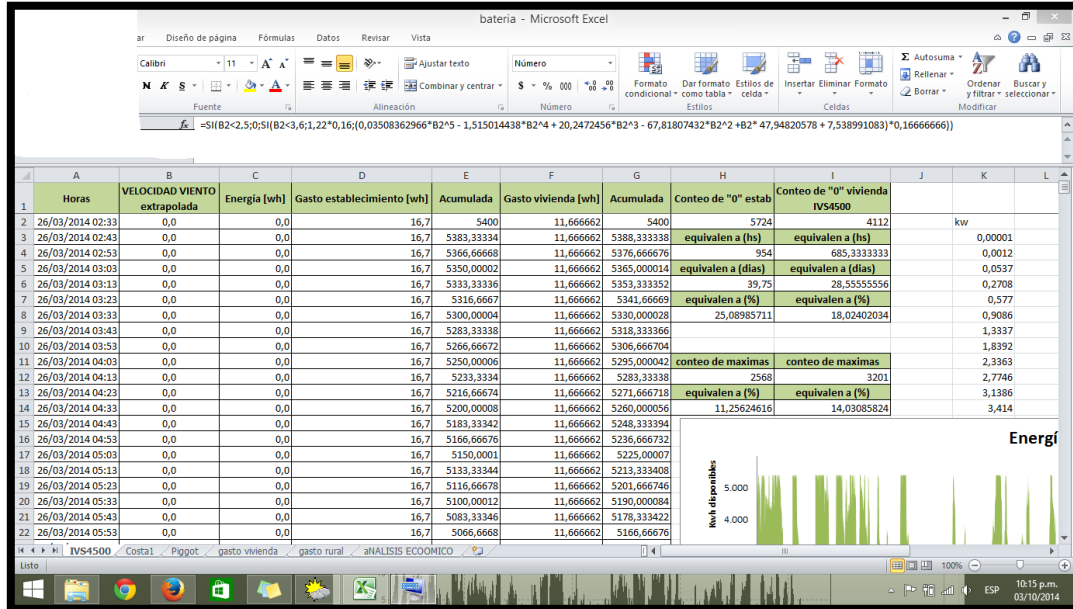 bateria - Microsoft Excel
ar Diseño de página Fórmulas Datos Revisar Vista
Calibri 11 A A Ajustar texto Número Σ Autosuma
Rellenar
N K S A Combinar y centrar $ % 000 Formato condicional Dar formato como tabla Estilos de celda Insertar Eliminar Formato Borrar Ordenar y filtrar Buscar y seleccionar
Fuente Alineación Número Estilos Celdas Modificar
fx =SI(B2<2,5;0;SI(B2<3,6;1,22*0,16;(0,03508362966*B2^5 - 1,515014438*B2^4 + 20,2472456*B2^3 - 67,81807432*B2^2 +B2* 47,94820578 + 7,538991083)*0,16666666))
A B C D E F G H I J K L
1 Horas VELOCIDAD VIENTO extrapolada Energía [wh] Gasto establecimiento [wh] Acumulada Gasto vivienda [wh] Acumulada Conteo de "0" estab Conteo de "0" vivienda IVS4500
2 26/03/2014 02:33 0,0 0,0 16,7 5400 11,666662 5400 5724 4112 kw
3 26/03/2014 02:43 0,0 0,0 16,7 5383,33334 11,666662 5388,333338 equivalen a (hs) equivalen a (hs) 0,00001
4 26/03/2014 02:53 0,0 0,0 16,7 5366,66668 11,666662 5376,666676 954 685,3333333 0,0012
5 26/03/2014 03:03 0,0 0,0 16,7 5350,00002 11,666662 5365,000014 equivalen a (dias) equivalen a (dias) 0,0537
6 26/03/2014 03:13 0,0 0,0 16,7 5333,33336 11,666662 5353,333352 39,75 28,55555556 0,2708
7 26/03/2014 03:23 0,0 0,0 16,7 5316,6667 11,666662 5341,66669 equivalen a (%) equivalen a (%) 0,577
8 26/03/2014 03:33 0,0 0,0 16,7 5300,00004 11,666662 5330,000028 25,08985711 18,02402034 0,9086
9 26/03/2014 03:43 0,0 0,0 16,7 5283,33338 11,666662 5318,333366 1,3337
10 26/03/2014 03:53 0,0 0,0 16,7 5266,66672 11,666662 5306,666704 1,8392
11 26/03/2014 04:03 0,0 0,0 16,7 5250,00006 11,666662 5295,000042 conteo de maximas conteo de maximas 2,3363
12 26/03/2014 04:13 0,0 0,0 16,7 5233,3334 11,666662 5283,33338 2568 3201 2,7746
13 26/03/2014 04:23 0,0 0,0 16,7 5216,66674 11,666662 5271,666718 equivalen a (%) equivalen a (%) 3,1386
14 26/03/2014 04:33 0,0 0,0 16,7 5200,00008 11,666662 5260,000056 11,25624616 14,03085824 3,414
15 26/03/2014 04:43 0,0 0,0 16,7 5183,33342 11,666662 5248,333394
16 26/03/2014 04:53 0,0 0,0 16,7 5166,66676 11,666662 5236,666732 Energí
17 26/03/2014 05:03 0,0 0,0 16,7 5150,0001 11,666662 5225,00007
18 26/03/2014 05:13 0,0 0,0 16,7 5133,33344 11,666662 5213,333408
19 26/03/2014 05:23 0,0 0,0 16,7 5116,66678 11,666662 5201,666746 5.000
20 26/03/2014 05:33 0,0 0,0 16,7 5100,00012 11,666662 5190,000084 Kwh disponibles
21 26/03/2014 05:43 0,0 0,0 16,7 5083,33346 11,666662 5178,333422 4.000
22 26/03/2014 05:53 0,0 0,0 16,7 5066,6668 11,666662 5166,66676
IVS4500 Costa1 Piggot gasto vivienda gasto rural aNALISIS ECOOMICO
Listo 100%
ESP 10:15 p.m.
03/10/2014